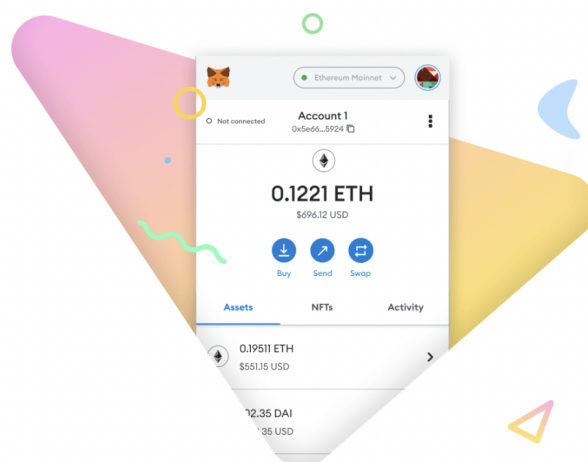 Ethereum Mainnet
Not connected
Account 1
0x5e66...5924
0.1221 ETH
$696.12 USD
Buy
Send
Swap
Assets
NFTs
Activity
0.19511 ETH
$551.15 USD
02.35 DAI
.35 USD